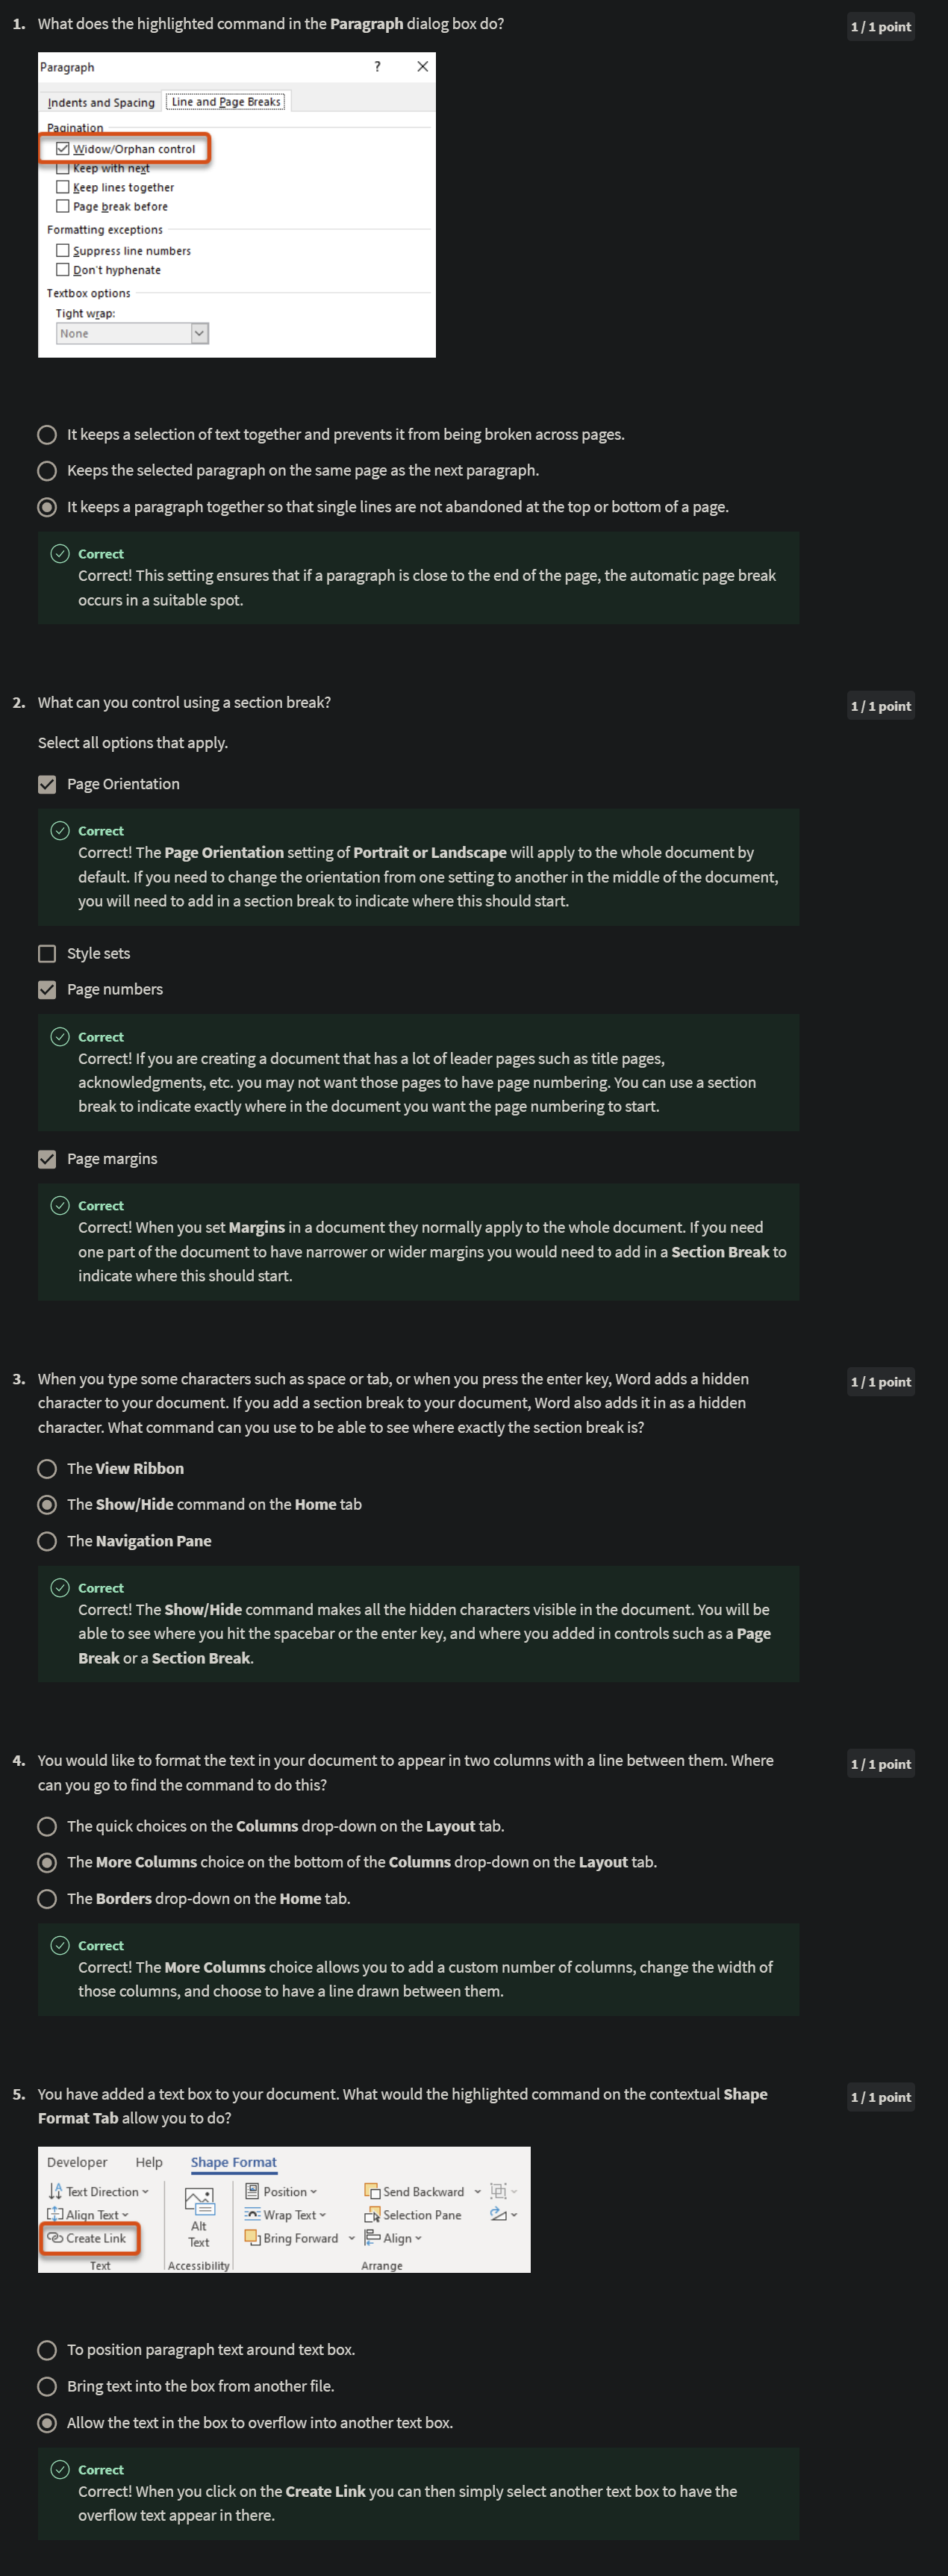 1. What does the highlighted command in the Paragraph dialog box do?
1 / 1 point
Paragraph ? ×
Indents and Spacing Line and Page Breaks
Pagination
Widow/Orphan control
Keep with next
Keep lines together
Page break before
Formatting exceptions
Suppress line numbers
Don't hyphenate
Textbox options
Tight wrap:
None
It keeps a selection of text together and prevents it from being broken across pages.
Keeps the selected paragraph on the same page as the next paragraph.
It keeps a paragraph together so that single lines are not abandoned at the top or bottom of a page.
Correct
Correct! This setting ensures that if a paragraph is close to the end of the page, the automatic page break
occurs in a suitable spot.
2. What can you control using a section break?
1 / 1 point
Select all options that apply.
Page Orientation
Correct
Correct! The Page Orientation setting of Portrait or Landscape will apply to the whole document by
default. If you need to change the orientation from one setting to another in the middle of the document,
you will need to add in a section break to indicate where this should start.
Style sets
Page numbers
Correct
Correct! If you are creating a document that has a lot of leader pages such as title pages,
acknowledgments, etc. you may not want those pages to have page numbering. You can use a section
break to indicate exactly where in the document you want the page numbering to start.
Page margins
Correct
Correct! When you set Margins in a document they normally apply to the whole document. If you need
one part of the document to have narrower or wider margins you would need to add in a Section Break to
indicate where this should start.
3. When you type some characters such as space or tab, or when you press the enter key, Word adds a hidden
character to your document. If you add a section break to your document, Word also adds it in as a hidden
character. What command can you use to be able to see where exactly the section break is?
1 / 1 point
The View Ribbon
The Show/Hide command on the Home tab
The Navigation Pane
Correct
Correct! The Show/Hide command makes all the hidden characters visible in the document. You will be
able to see where you hit the spacebar or the enter key, and where you added in controls such as a Page
Break or a Section Break.
4. You would like to format the text in your document to appear in two columns with a line between them. Where
can you go to find the command to do this?
1 / 1 point
The quick choices on the Columns drop-down on the Layout tab.
The More Columns choice on the bottom of the Columns drop-down on the Layout tab.
The Borders drop-down on the Home tab.
Correct
Correct! The More Columns choice allows you to add a custom number of columns, change the width of
those columns, and choose to have a line drawn between them.
5. You have added a text box to your document. What would the highlighted command on the contextual Shape
Format Tab allow you to do?
1 / 1 point
Developer Help Shape Format
Text Direction
Align Text
Create Link
Text
Alt
Text
Accessibility
Position
Wrap Text
Bring Forward
Send Backward
Selection Pane
Align
Arrange
To position paragraph text around text box.
Bring text into the box from another file.
Allow the text in the box to overflow into another text box.
Correct
Correct! When you click on the Create Link you can then simply select another text box to have the
overflow text appear in there.